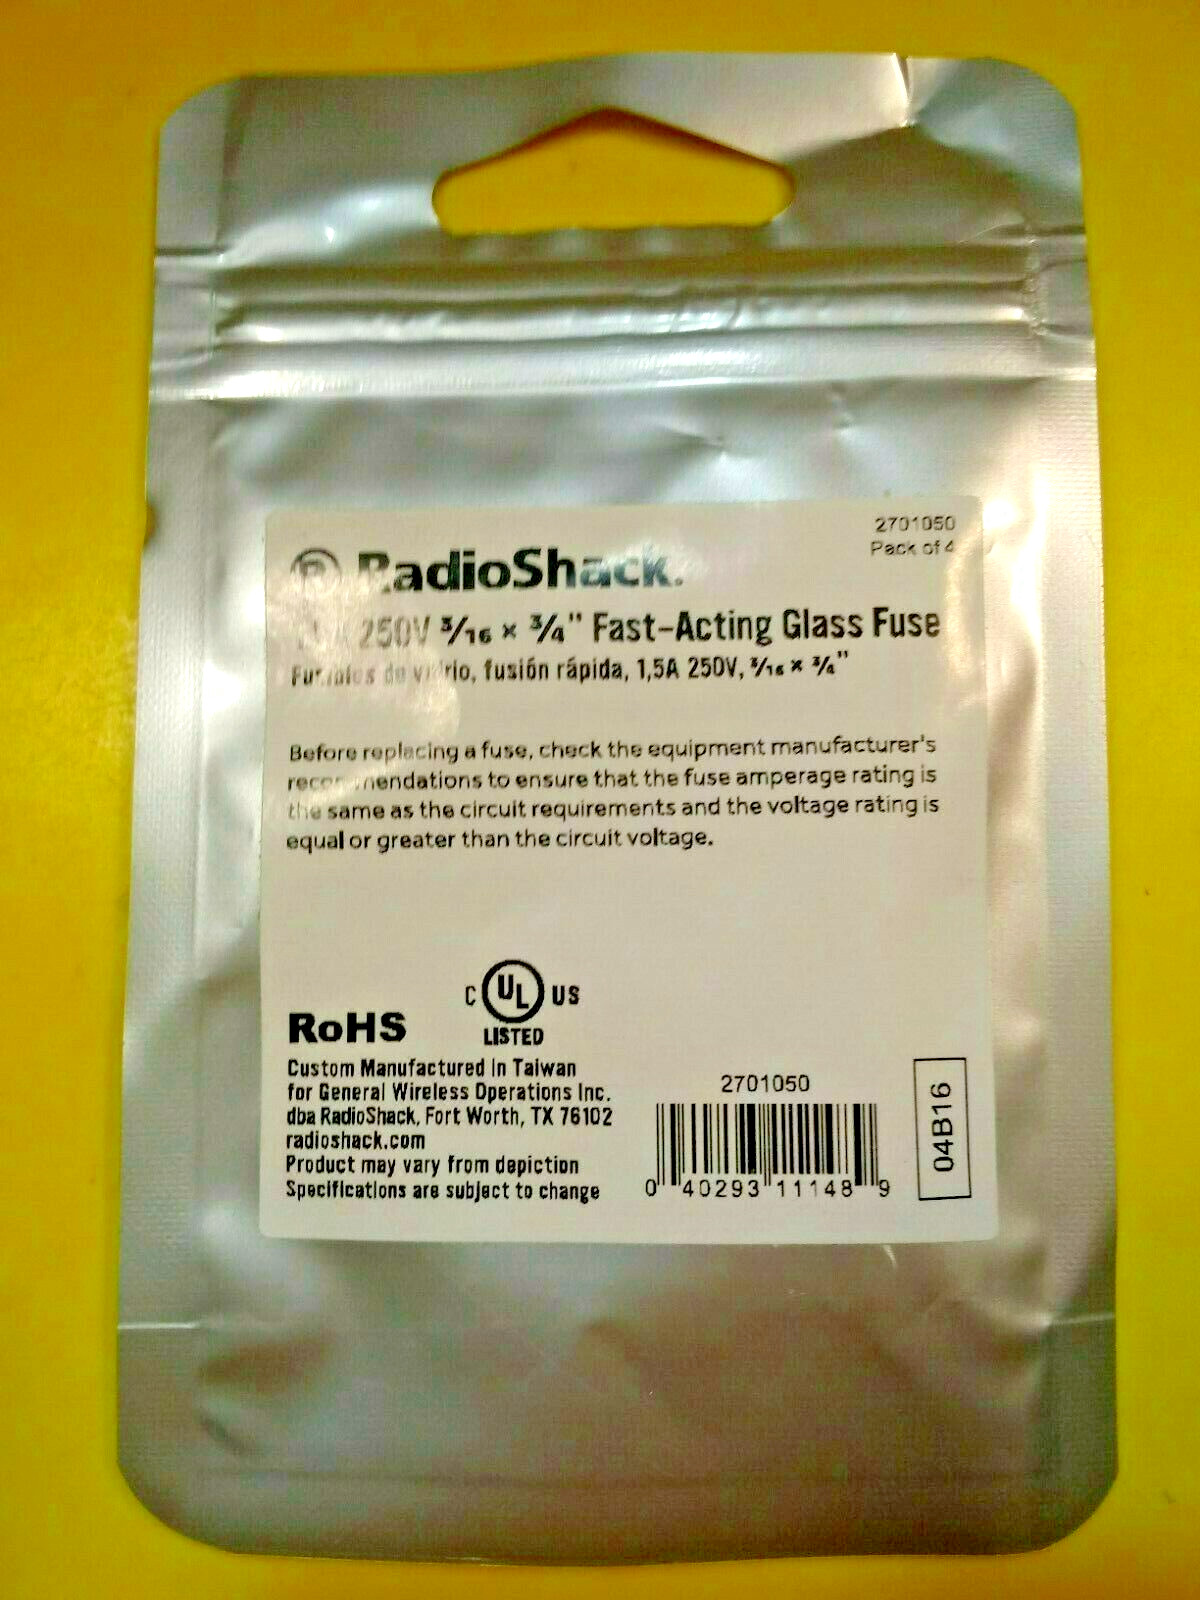 2701050
Pack of 4
R RadioShack.
250V 3/16 × 3/4" Fast-Acting Glass Fuse
Fusibles de vidrio, fusión rápida, 1,5A 250V, 3/16 × 3/4"
Before replacing a fuse, check the equipment manufacturer's
recommendations to ensure that the fuse amperage rating is
the same as the circuit requirements and the voltage rating is
equal or greater than the circuit voltage.
C UL US
LISTED
RoHS
Custom Manufactured in Taiwan
for General Wireless Operations Inc.
dba RadioShack, Fort Worth, TX 76102
radioshack.com
Product may vary from depiction
Specifications are subject to change
2701050
0 40293 11148 9
04B16